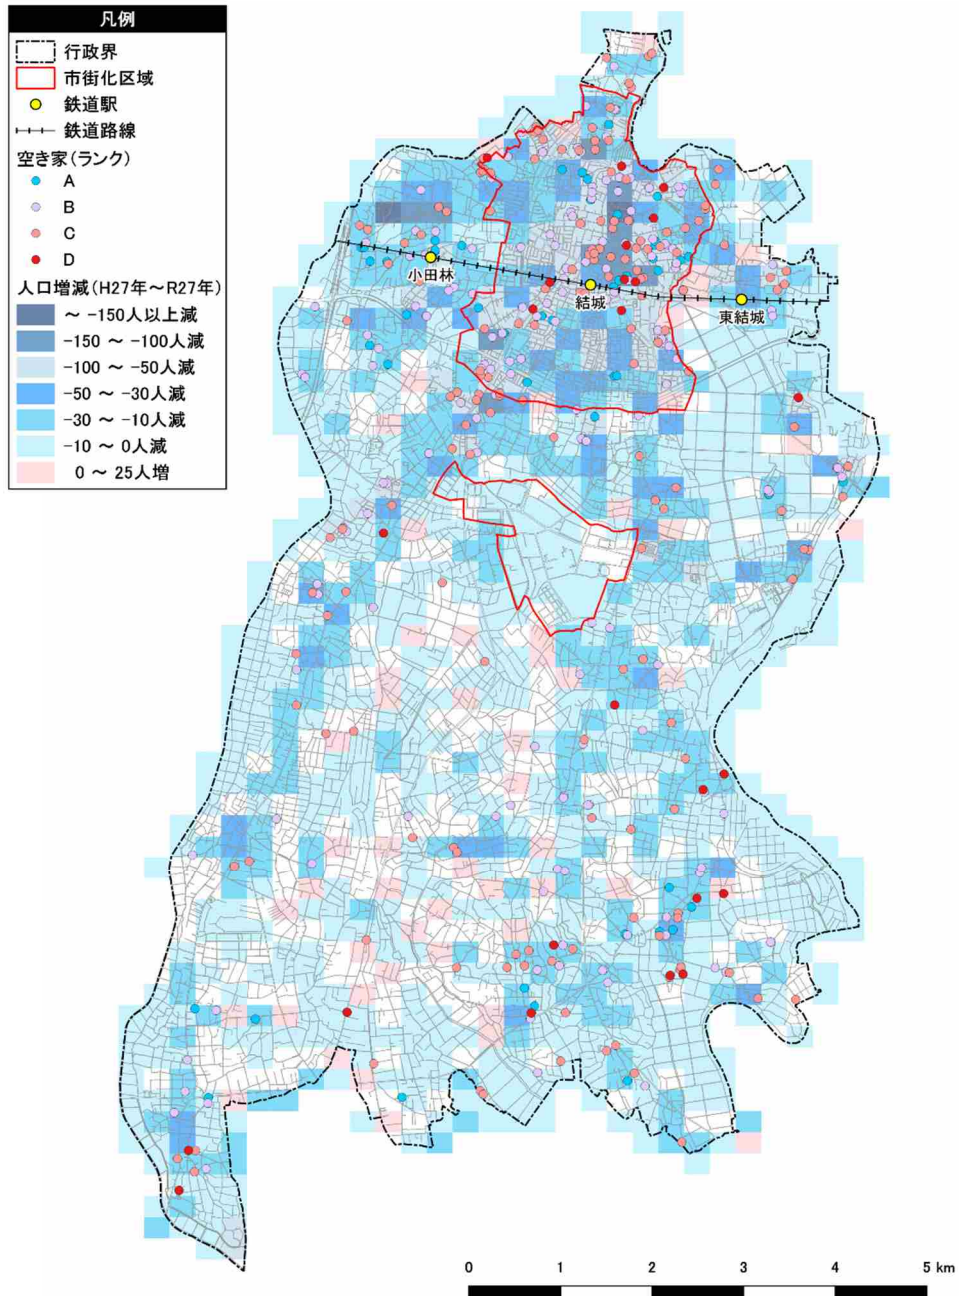 凡例
行政界
市街化区域
鉄道駅
鉄道路線
空き家(ランク)
A
B
C
D
人口増減(H27年～R27年)
～ -150人以上減
-150 ～ -100人減
-100 ～ -50人減
-50 ～ -30人減
-30 ～ -10人減
-10 ～ 0人減
0 ～ 25人増
小田林
結城
東結城
0 1 2 3 4 5 km